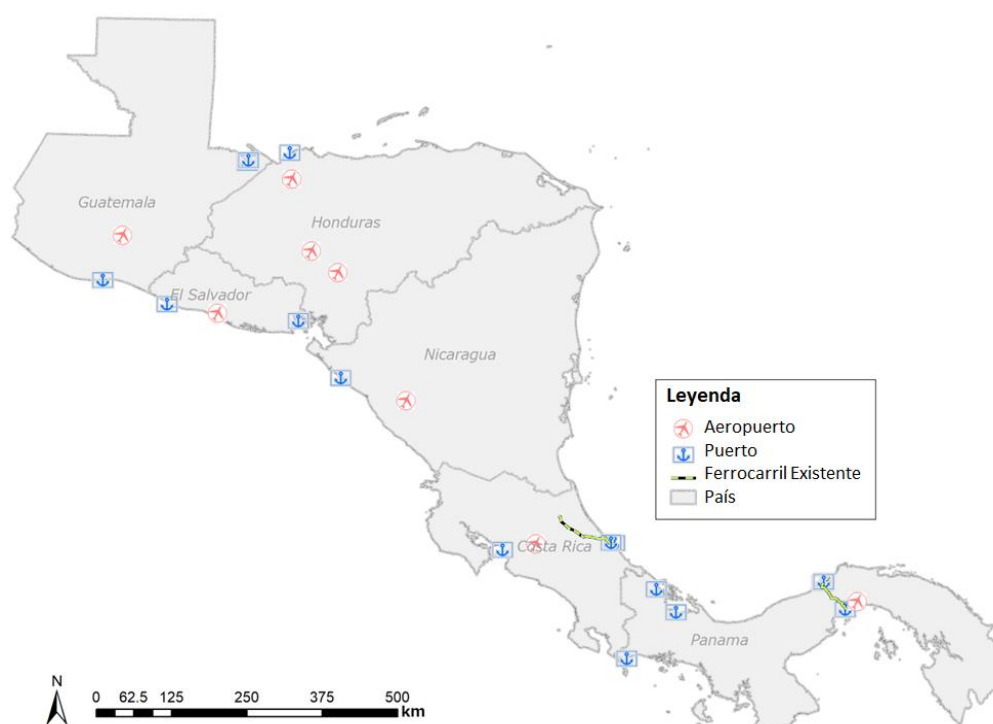 Guatemala
Honduras
El Salvador
Nicaragua
Leyenda
Aeropuerto
Puerto
Ferrocarril Existente
País
Costa Rica
Panama
N
0 62.5 125 250 375 500
km